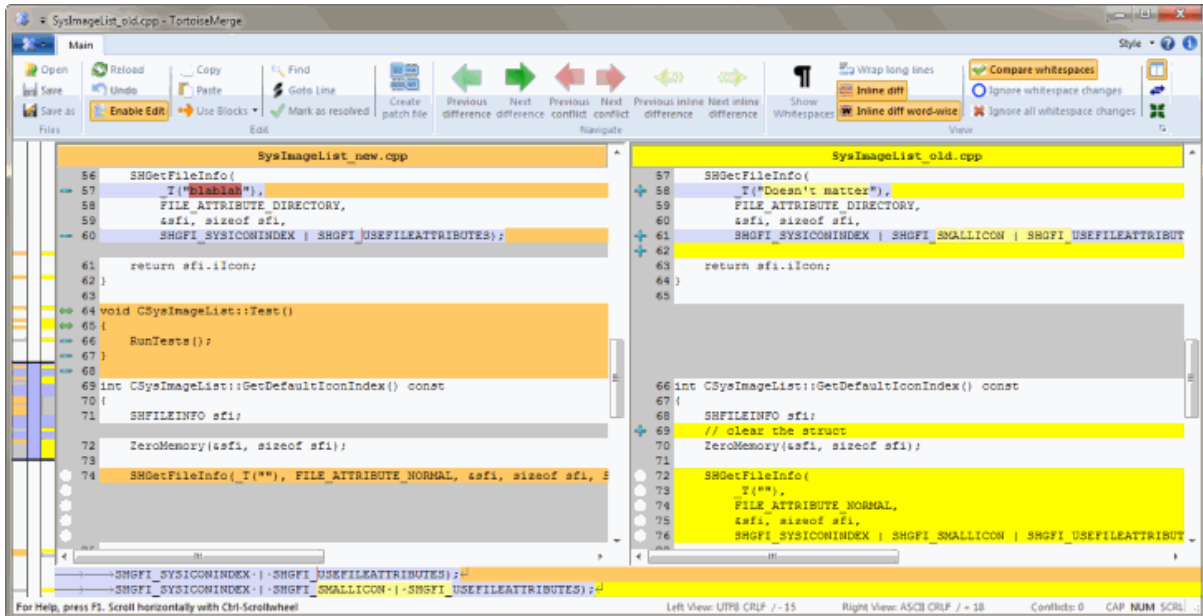 SysImageList_old.cpp - TortoiseMerge
Main
Style
Open
Save
Save as
Files
Reload
Undo
Enable Edit
Copy
Paste
Use Blocks
Find
Goto Line
Mark as resolved
Edit
Create patch file
Previous difference
Next difference
Previous conflict
Next conflict
Previous inline difference
Next inline difference
Navigate
Show Whitespaces
Wrap long lines
Inline diff
Inline diff word-wise
Compare whitespaces
Ignore whitespace changes
Ignore all whitespace changes
View
SysImageList_new.cpp
56 SHGetFileInfo(
57 _T("blablah"),
58 FILE_ATTRIBUTE_DIRECTORY,
59 &sfi, sizeof sfi,
60 SHGFI_SYSICONINDEX | SHGFI_USEFILEATTRIBUTES);
61 return sfi.iIcon;
62 }
63
64 void CSysImageList::Test()
65 {
66 RunTests();
67 }
68
69 int CSysImageList::GetDefaultIconIndex() const
70 {
71 SHFILEINFO sfi;
72 ZeroMemory(&sfi, sizeof sfi);
73
74 SHGetFileInfo(_T(""), FILE_ATTRIBUTE_NORMAL, &sfi, sizeof sfi, S
SysImageList_old.cpp
57 SHGetFileInfo(
58 _T("Doesn't matter"),
59 FILE_ATTRIBUTE_DIRECTORY,
60 &sfi, sizeof sfi,
61 SHGFI_SYSICONINDEX | SHGFI_SMALLICON | SHGFI_USEFILEATTRIBUT
62
63 return sfi.iIcon;
64 }
65
66 int CSysImageList::GetDefaultIconIndex() const
67 {
68 SHFILEINFO sfi;
69 // clear the struct
70 ZeroMemory(&sfi, sizeof sfi);
71
72 SHGetFileInfo(
73 _T(""),
74 FILE_ATTRIBUTE_NORMAL,
75 &sfi, sizeof sfi,
76 SHGFI_SYSICONINDEX | SHGFI_SMALLICON | SHGFI_USEFILEATTRIBUT
SHGFI_SYSICONINDEX·|·SHGFI_USEFILEATTRIBUTES);
SHGFI_SYSICONINDEX·|·SHGFI_SMALLICON·|·SHGFI_USEFILEATTRIBUTES);
For Help, press F1. Scroll horizontally with Ctrl-Scrollwheel
Left View: UTF8 CRLF / - 15
Right View: ASCII CRLF / + 18
Conflicts: 0
CAP NUM SCRL